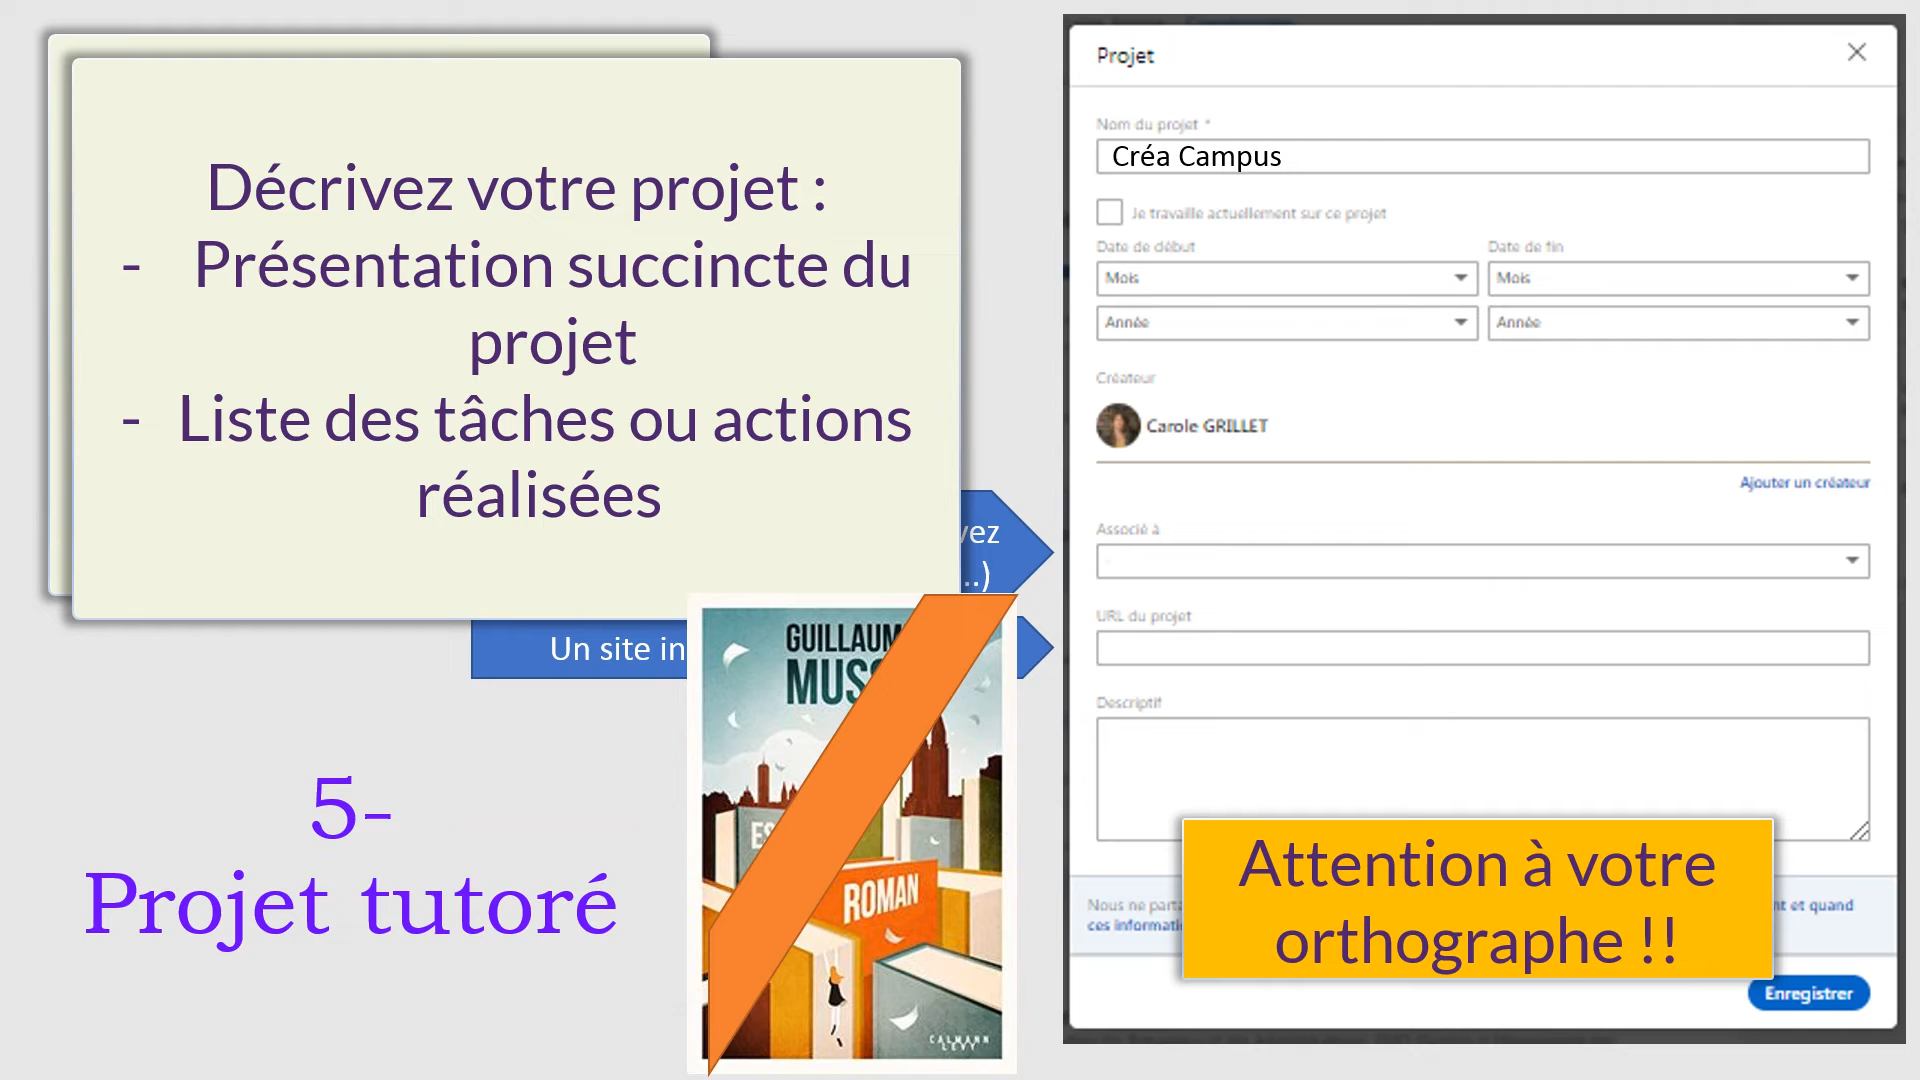 Décrivez votre projet :
- Présentation succincte du
projet
- Liste des tâches ou actions
réalisées
...)
Un site in
GUILLAUM
MUS
ROMAN
CALMANN
LEVY
5-
Projet tutoré
Projet
Nom du projet *
Créa Campus
Je travaille actuellement sur ce projet
Date de début
Date de fin
Mois
Mois
Année
Année
Créateur
Carole GRILLET
Ajouter un créateur
Associé à
URL du projet
Descriptif
Attention à votre
orthographe !!
Nous ne
nt et quand
ces
Enregistrer